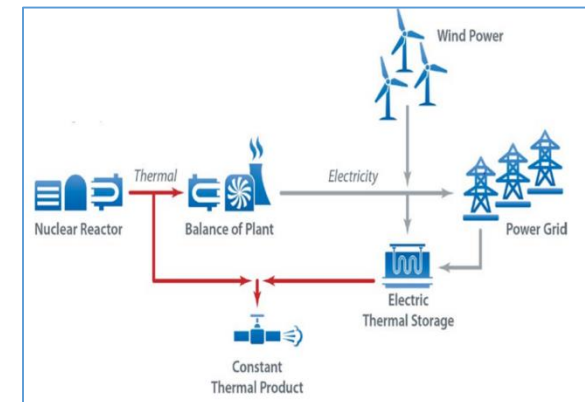 Wind Power
Thermal
Electricity
Nuclear Reactor
Balance of Plant
Power Grid
Electric
Thermal Storage
Constant
Thermal Product